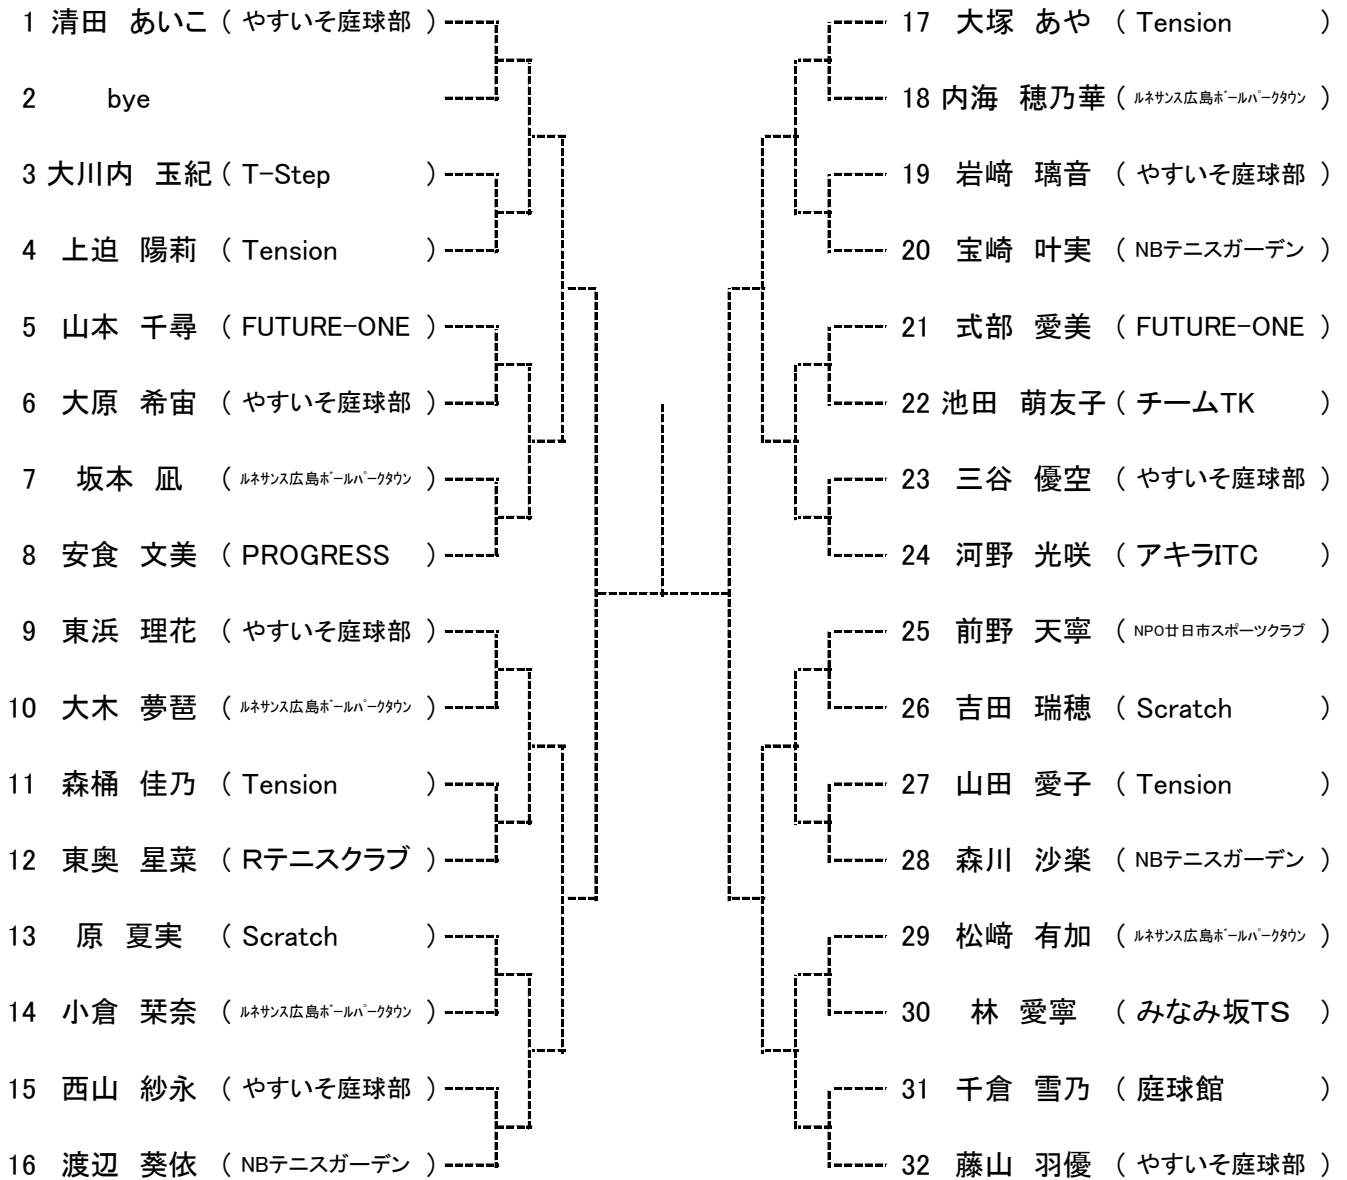 1 清田 あいこ ( やすいそ庭球部 )
2 bye
3 大川内 玉紀 ( T-Step )
4 上迫 陽莉 ( Tension )
5 山本 千尋 ( FUTURE-ONE )
6 大原 希宙 ( やすいそ庭球部 )
7 坂本 凪 ( ルネサンス広島ボールパークタウン )
8 安食 文美 ( PROGRESS )
9 東浜 理花 ( やすいそ庭球部 )
10 大木 夢琶 ( ルネサンス広島ボールパークタウン )
11 森桶 佳乃 ( Tension )
12 東奥 星菜 ( Rテニスクラブ )
13 原 夏実 ( Scratch )
14 小倉 栞奈 ( ルネサンス広島ボールパークタウン )
15 西山 紗永 ( やすいそ庭球部 )
16 渡辺 葵依 ( NBテニスガーデン )
17 大塚 あや ( Tension )
18 内海 穂乃華 ( ルネサンス広島ボールパークタウン )
19 岩﨑 璃音 ( やすいそ庭球部 )
20 宝崎 叶実 ( NBテニスガーデン )
21 式部 愛美 ( FUTURE-ONE )
22 池田 萌友子 ( チームTK )
23 三谷 優空 ( やすいそ庭球部 )
24 河野 光咲 ( アキラITC )
25 前野 天寧 ( NPO廿日市スポーツクラブ )
26 吉田 瑞穂 ( Scratch )
27 山田 愛子 ( Tension )
28 森川 沙楽 ( NBテニスガーデン )
29 松﨑 有加 ( ルネサンス広島ボールパークタウン )
30 林 愛寧 ( みなみ坂TS )
31 千倉 雪乃 ( 庭球館 )
32 藤山 羽優 ( やすいそ庭球部 )